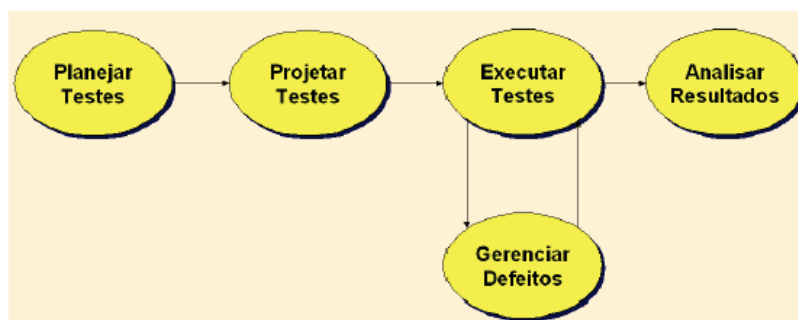 Planejar
Testes
Projetar
Testes
Executar
Testes
Analisar
Resultados
Gerenciar
Defeitos